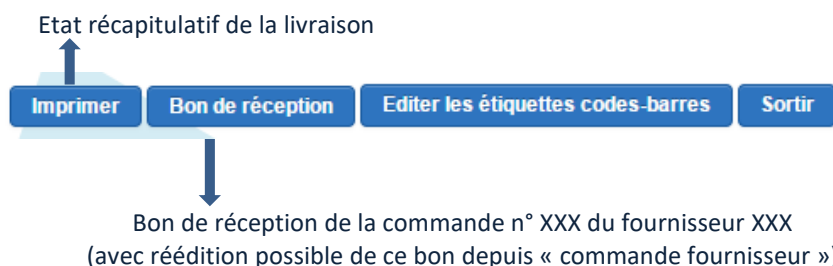 Etat récapitulatif de la livraison
Imprimer Bon de réception Editer les étiquettes codes-barres Sortir
Bon de réception de la commande n° XXX du fournisseur XXX
(avec réédition possible de ce bon depuis « commande fournisseur »)